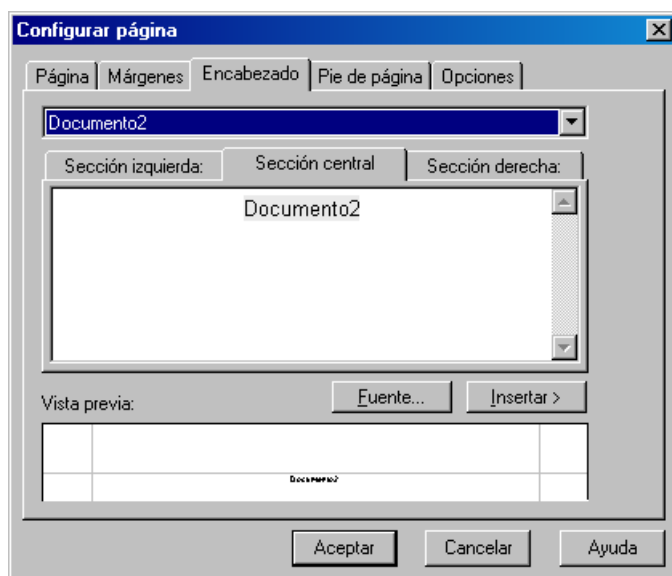 Configurar página
Página Márgenes Encabezado Pie de página Opciones
Documento2
Sección izquierda: Sección central Sección derecha:
Documento2
Vista previa: Fuente... Insertar >
Documento2
Aceptar Cancelar Ayuda